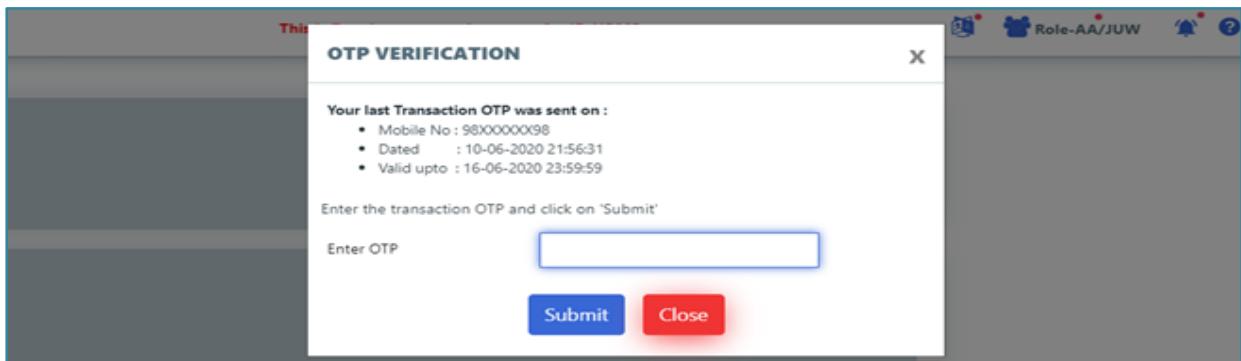 This
Role-AA/JUW
OTP VERIFICATION
X
Your last Transaction OTP was sent on :
• Mobile No : 98XXXXXX98
• Dated : 10-06-2020 21:56:31
• Valid upto : 16-06-2020 23:59:59
Enter the transaction OTP and click on 'Submit'
Enter OTP
Submit
Close